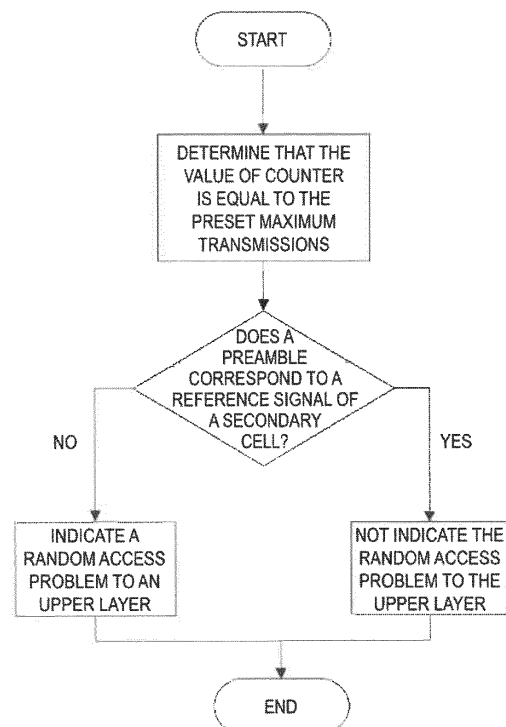 START
DETERMINE THAT THE
VALUE OF COUNTER
IS EQUAL TO THE
PRESET MAXIMUM
TRANSMISSIONS
DOES A
PREAMBLE
CORRESPOND TO A
REFERENCE SIGNAL OF
A SECONDARY
CELL?
NO
YES
INDICATE A
RANDOM ACCESS
PROBLEM TO AN
UPPER LAYER
NOT INDICATE THE
RANDOM ACCESS
PROBLEM TO THE
UPPER LAYER
END